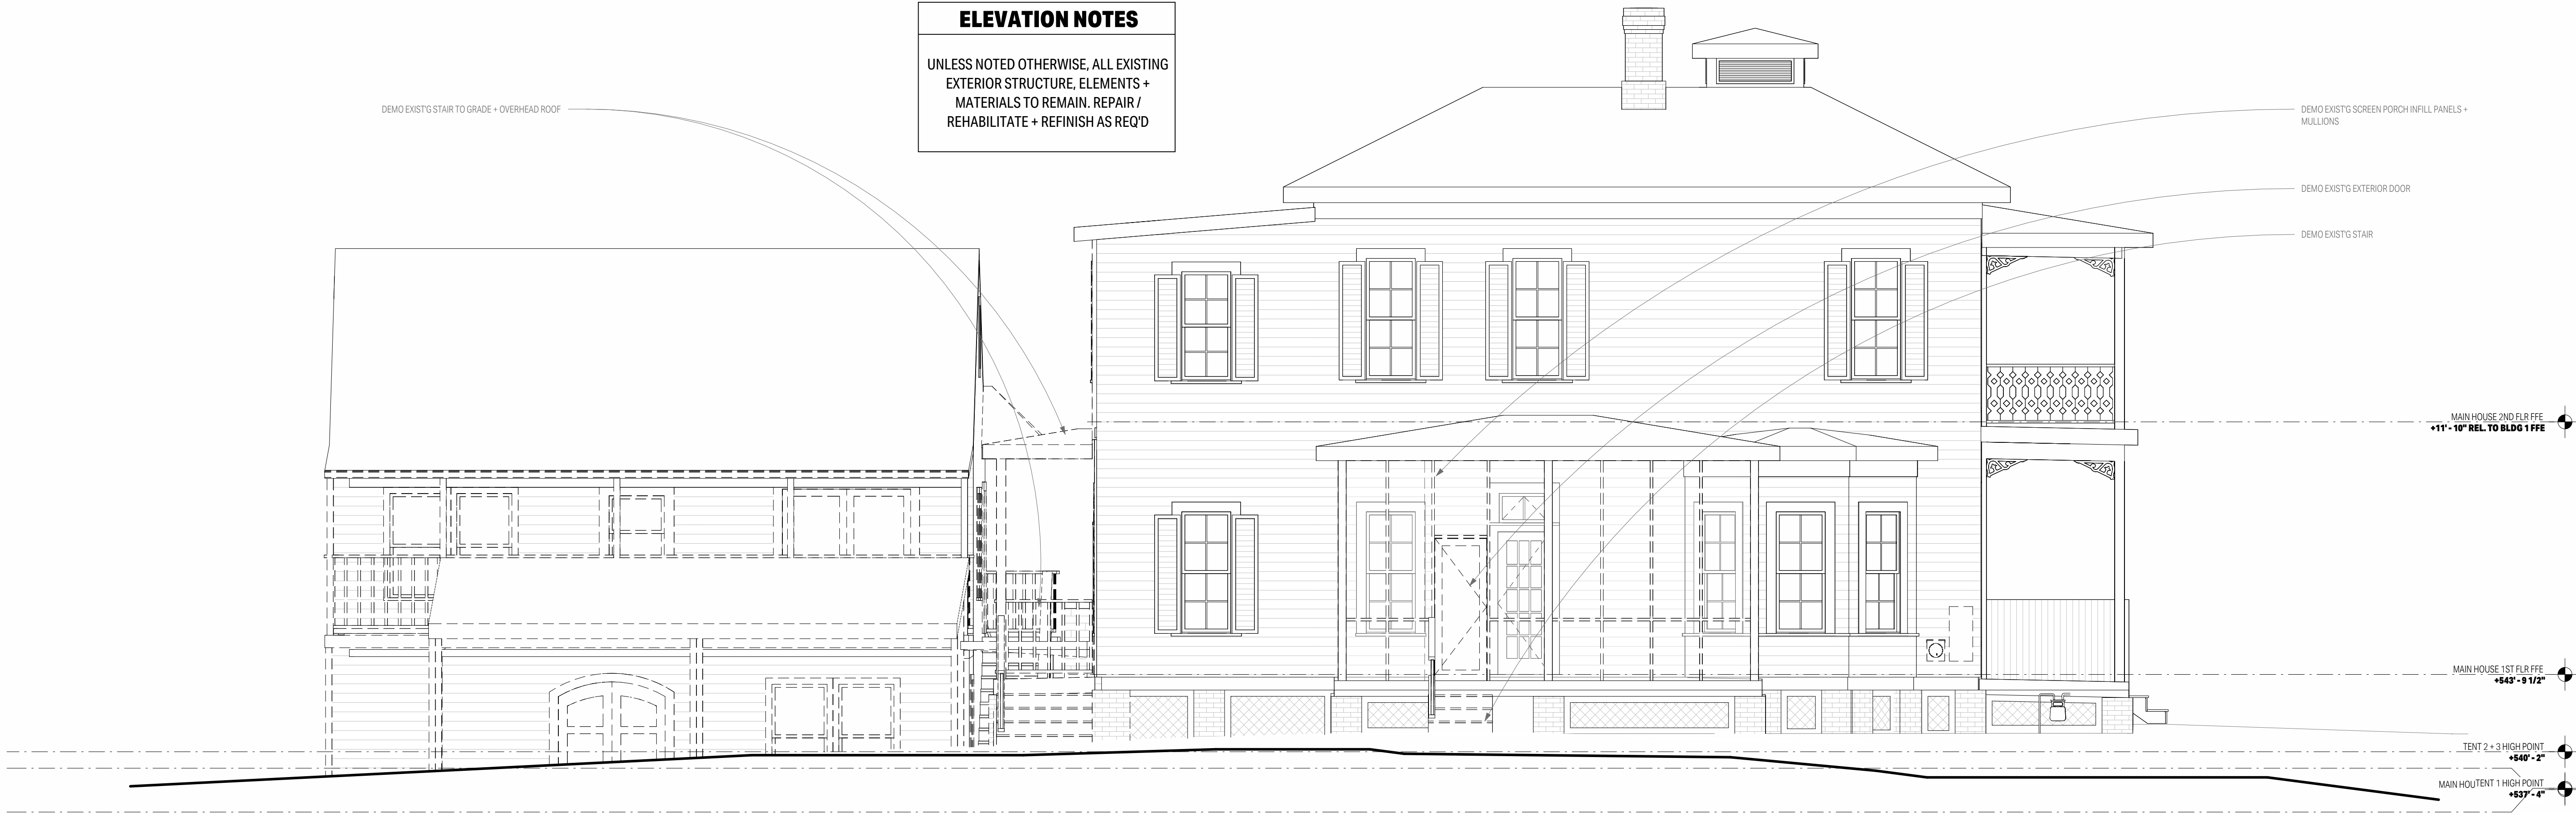 ELEVATION NOTES
UNLESS NOTED OTHERWISE, ALL EXISTING
EXTERIOR STRUCTURE, ELEMENTS +
MATERIALS TO REMAIN. REPAIR /
REHABILITATE + REFINISH AS REQ'D
DEMO EXIST'G STAIR TO GRADE + OVERHEAD ROOF
DEMO EXIST'G SCREEN PORCH INFILL PANELS +
MULLIONS
DEMO EXIST'G EXTERIOR DOOR
DEMO EXIST'G STAIR
MAIN HOUSE 2ND FLR FFE
+11' - 10" REL. TO BLDG 1 FFE
MAIN HOUSE 1ST FLR FFE
+543' - 9 1/2"
TENT 2 + 3 HIGH POINT
+540' - 2"
MAIN HOU
TENT 1 HIGH POINT
+537' - 4"